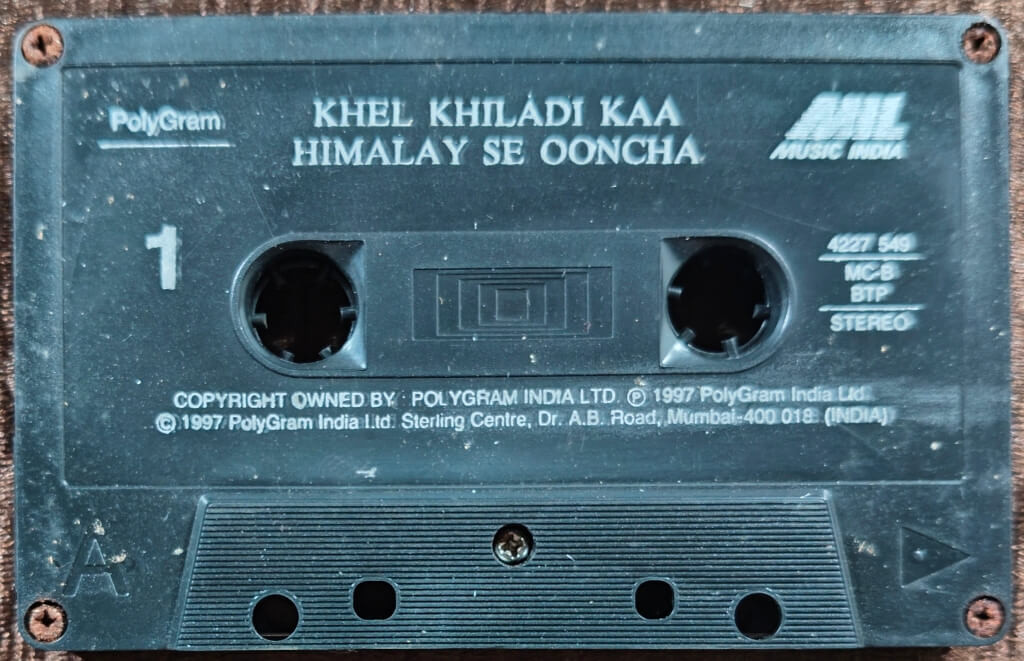 PolyGram
KHEL KHILADI KAA
HIMALAY SE OONCHA
MIL
MUSIC INDIA
1
4227 549
MC-B
BTP
STEREO
COPYRIGHT OWNED BY : POLYGRAM INDIA LTD. Ⓟ 1997 PolyGram India Ltd.
© 1997 PolyGram India Ltd. Sterling Centre, Dr. A.B. Road, Mumbai-400 018. (INDIA)
A